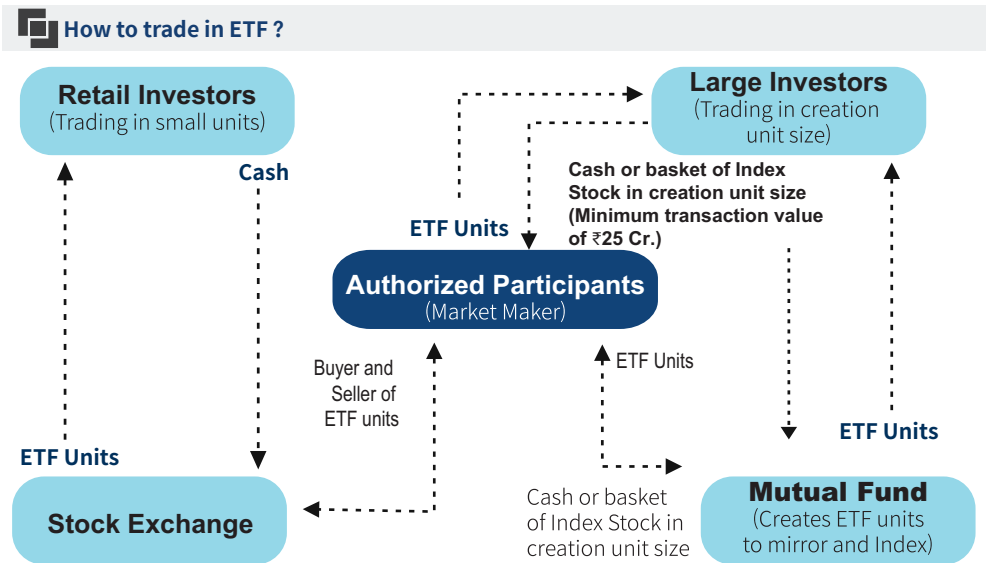 How to trade in ETF ?
Retail Investors
(Trading in small units)
Large Investors
(Trading in creation
unit size)
Cash
Cash or basket of Index
Stock in creation unit size
(Minimum transaction value
of ₹25 Cr.)
ETF Units
Authorized Participants
(Market Maker)
Buyer and
Seller of
ETF units
ETF Units
ETF Units
ETF Units
Stock Exchange
Cash or basket
of Index Stock in
creation unit size
Mutual Fund
(Creates ETF units
to mirror and Index)